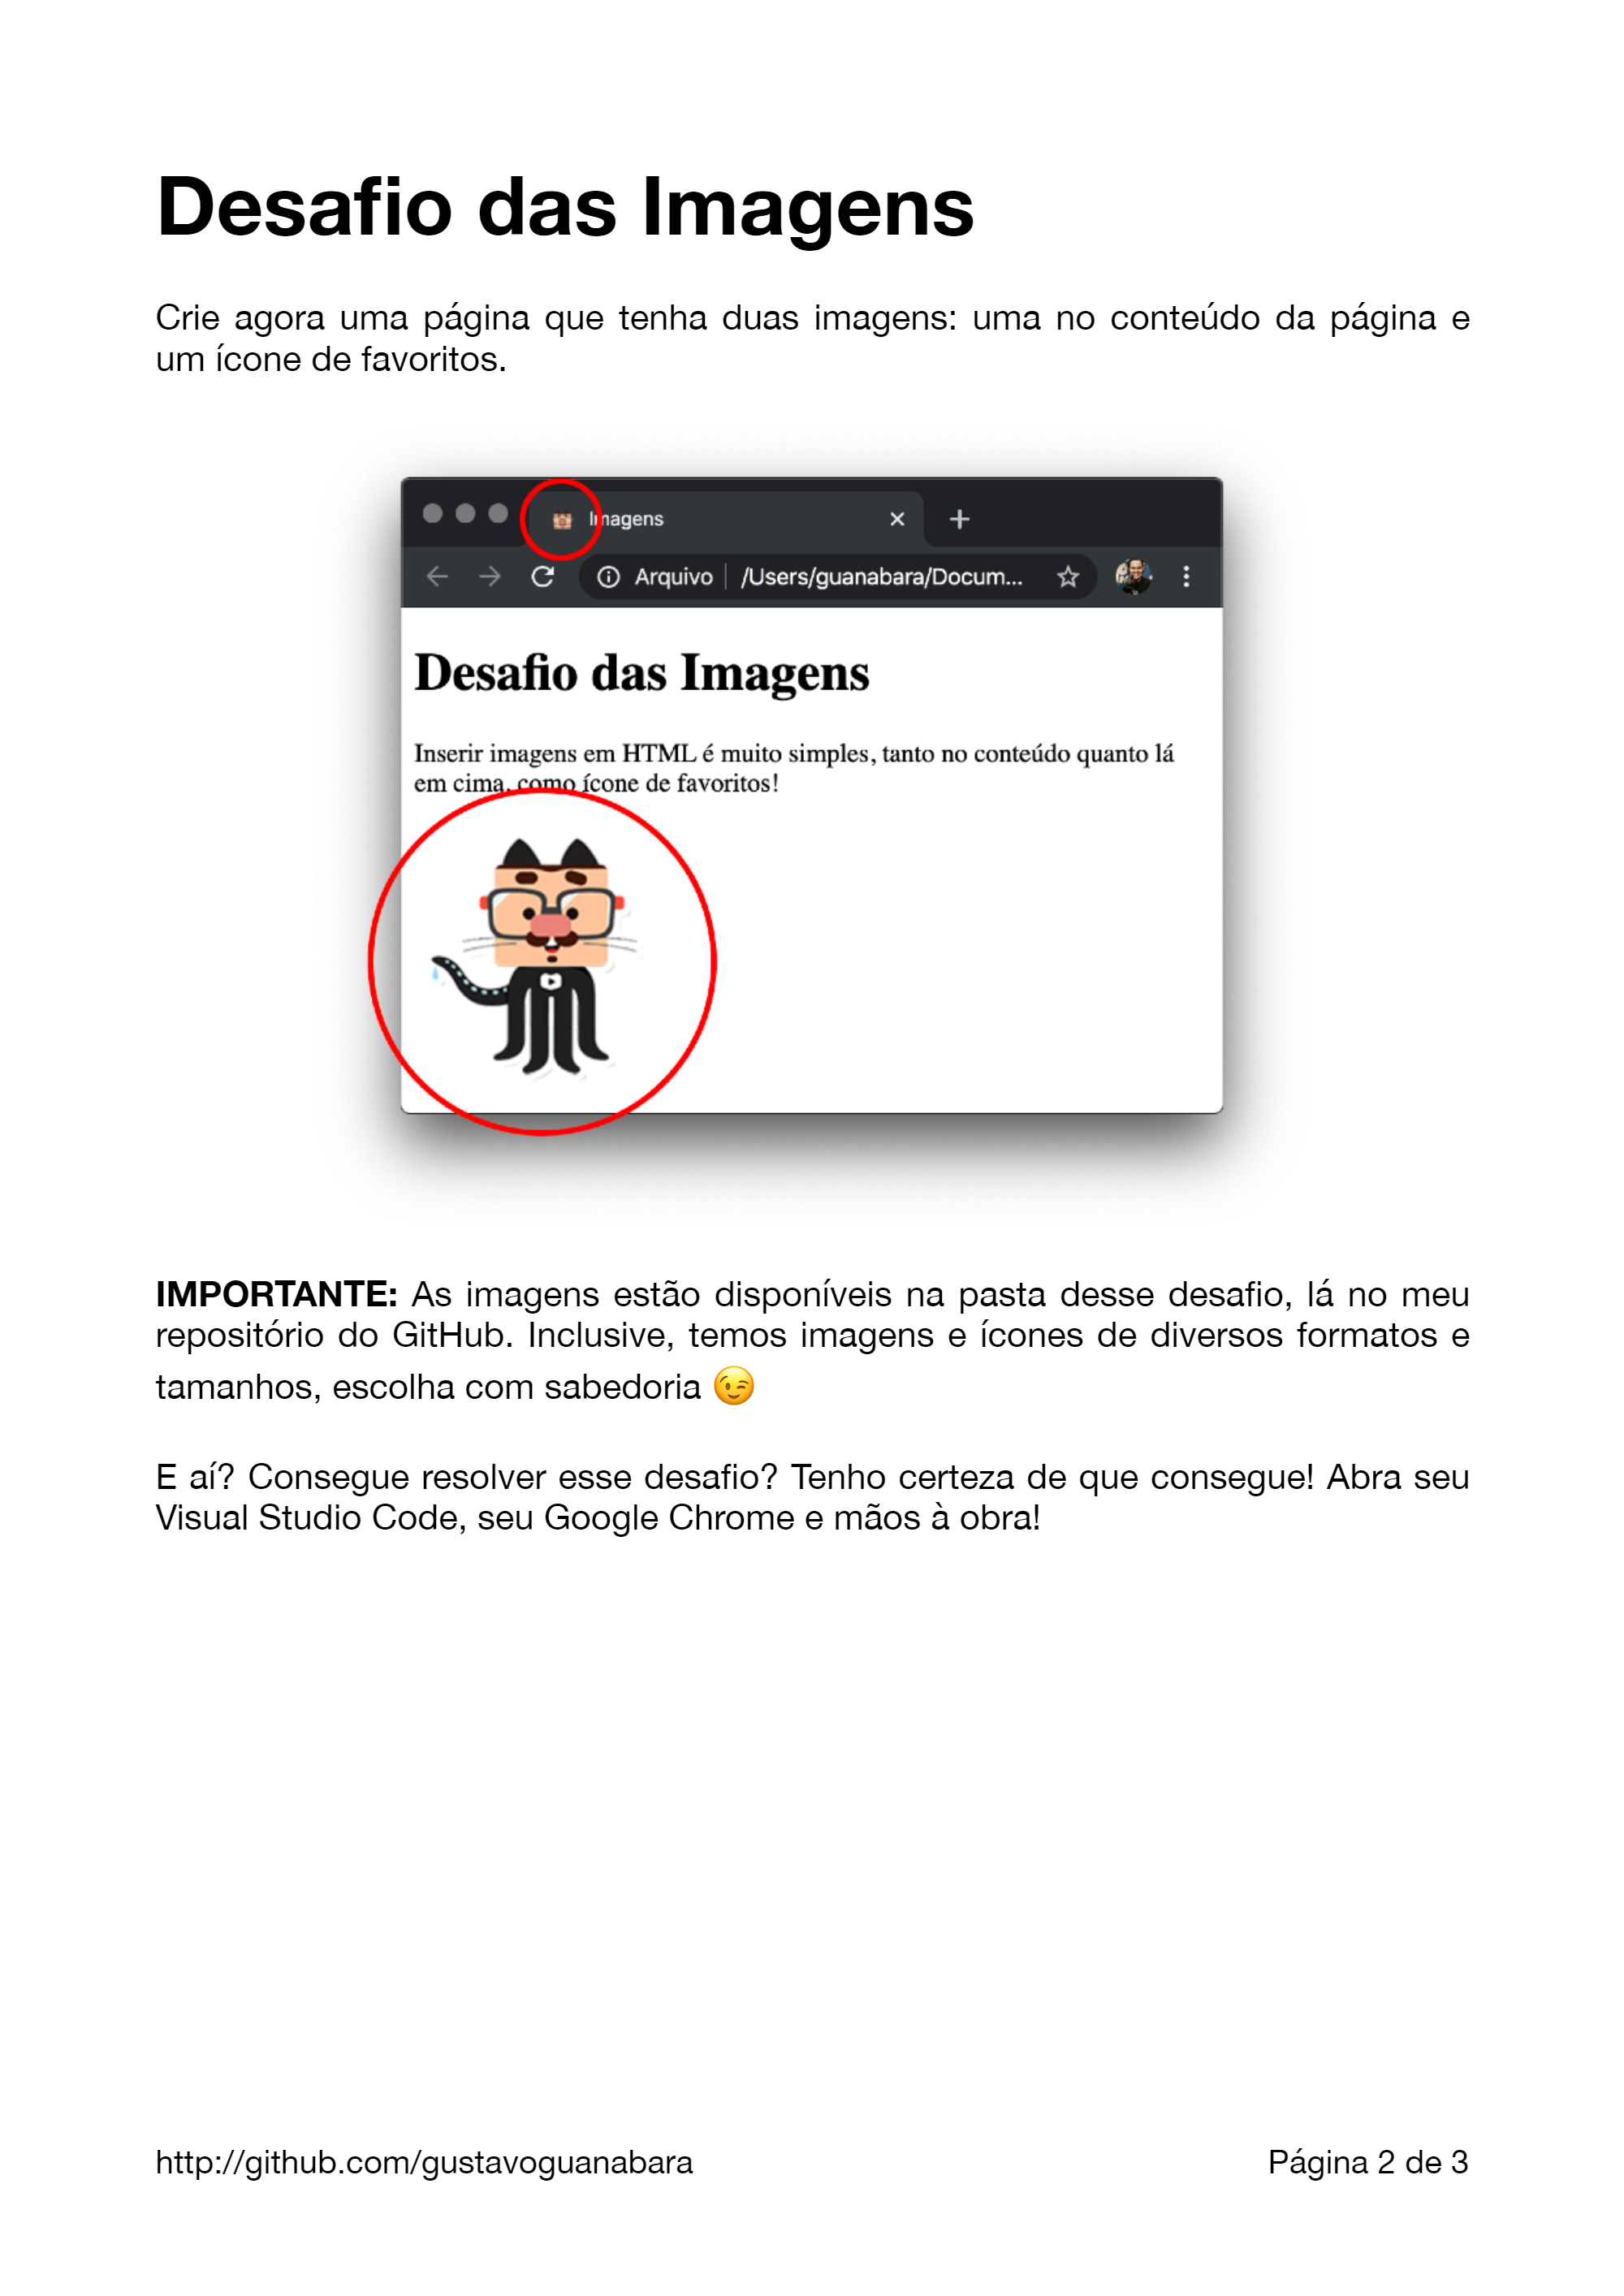 Desafio das Imagens
Crie agora uma página que tenha duas imagens: uma no conteúdo da página e
um ícone de favoritos.
Imagens
Arquivo /Users/guanabara/Docum...
Desafio das Imagens
Inserir imagens em HTML é muito simples, tanto no conteúdo quanto lá
em cima, como ícone de favoritos!
IMPORTANTE: As imagens estão disponíveis na pasta desse desafio, lá no meu
repositório do GitHub. Inclusive, temos imagens e ícones de diversos formatos e
tamanhos, escolha com sabedoria 😉
E aí? Consegue resolver esse desafio? Tenho certeza de que consegue! Abra seu
Visual Studio Code, seu Google Chrome e mãos à obra!
http://github.com/gustavoguanabara Página 2 de 3